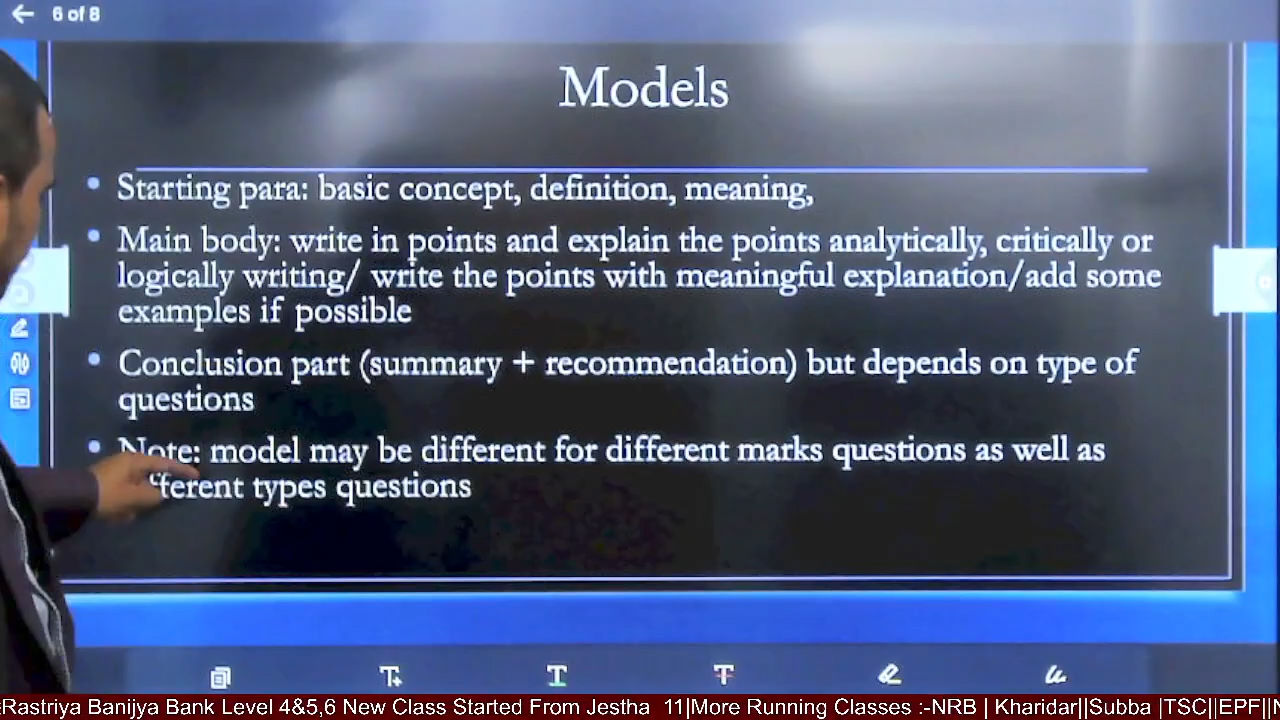 6 of 8
Models
Starting para: basic concept, definition, meaning,
Main body: write in points and explain the points analytically, critically or
logically writing/ write the points with meaningful explanation/add some
examples if possible
Conclusion part (summary + recommendation) but depends on type of
questions
Note: model may be different for different marks questions as well as
types questions
Rastriya Banijya Bank Level 4&5,6 New Class Started From Jestha 11|More Running Classes :-NRB | Kharidar||Subba |TSC||EPF||